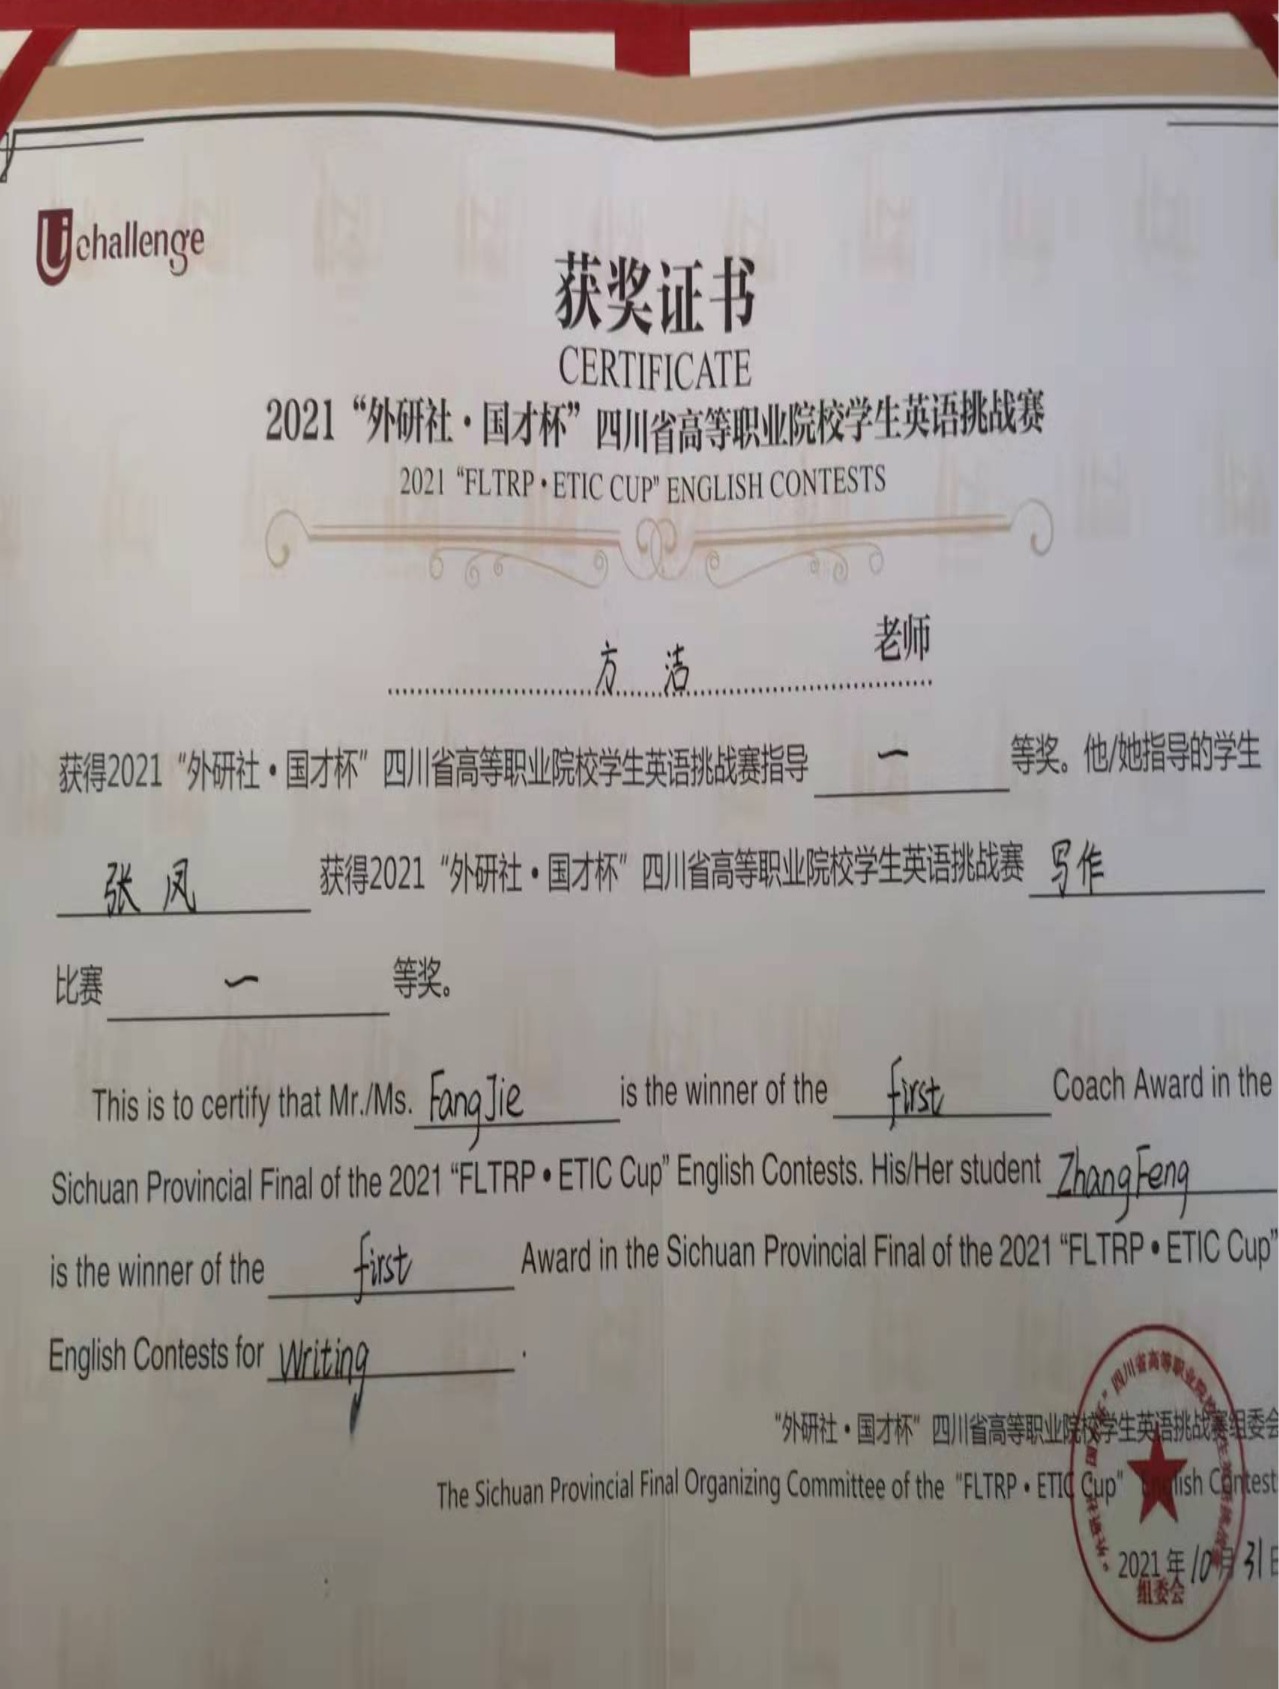 Uchallenge
获奖证书
CERTIFICATE
2021“外研社·国才杯”四川省高等职业院校学生英语挑战赛
2021 “FLTRP·ETIC CUP” ENGLISH CONTESTS
方洁 老师
获得2021“外研社·国才杯”四川省高等职业院校学生英语挑战赛指导 一 等奖。他/她指导的学生
张凤 获得2021“外研社·国才杯”四川省高等职业院校学生英语挑战赛 写作
比赛 一 等奖。
This is to certify that Mr./Ms. Fang Jie is the winner of the first Coach Award in the
Sichuan Provincial Final of the 2021 “FLTRP·ETIC Cup” English Contests. His/Her student Zhang Feng
is the winner of the first Award in the Sichuan Provincial Final of the 2021 “FLTRP·ETIC Cup”
English Contests for Writing.
“外研社·国才杯”四川省高等职业院校学生英语挑战赛组委会
The Sichuan Provincial Final Organizing Committee of the “FLTRP·ETIC Cup” English Contest
2021年10月31日
组委会